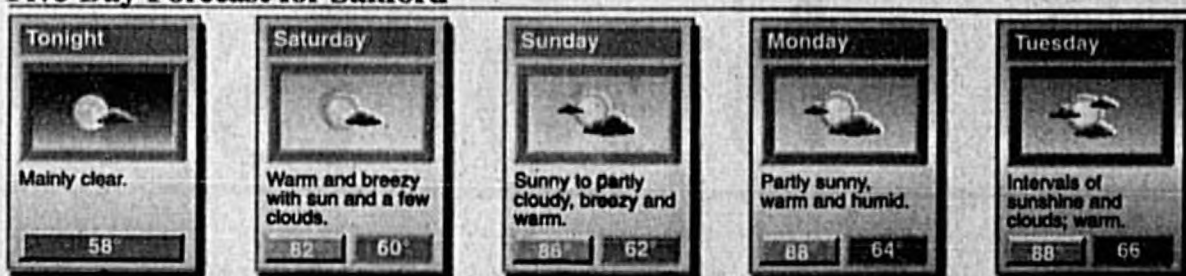 Tonight
Mainly clear.
58°
Saturday
Warm and breezy
with sun and a few
clouds.
82° 60°
Sunday
Sunny to partly
cloudy, breezy and
warm.
86° 62°
Monday
Partly sunny,
warm and humid.
88 64°
Tuesday
Intervals of
sunshine and
clouds; warm.
88° 66